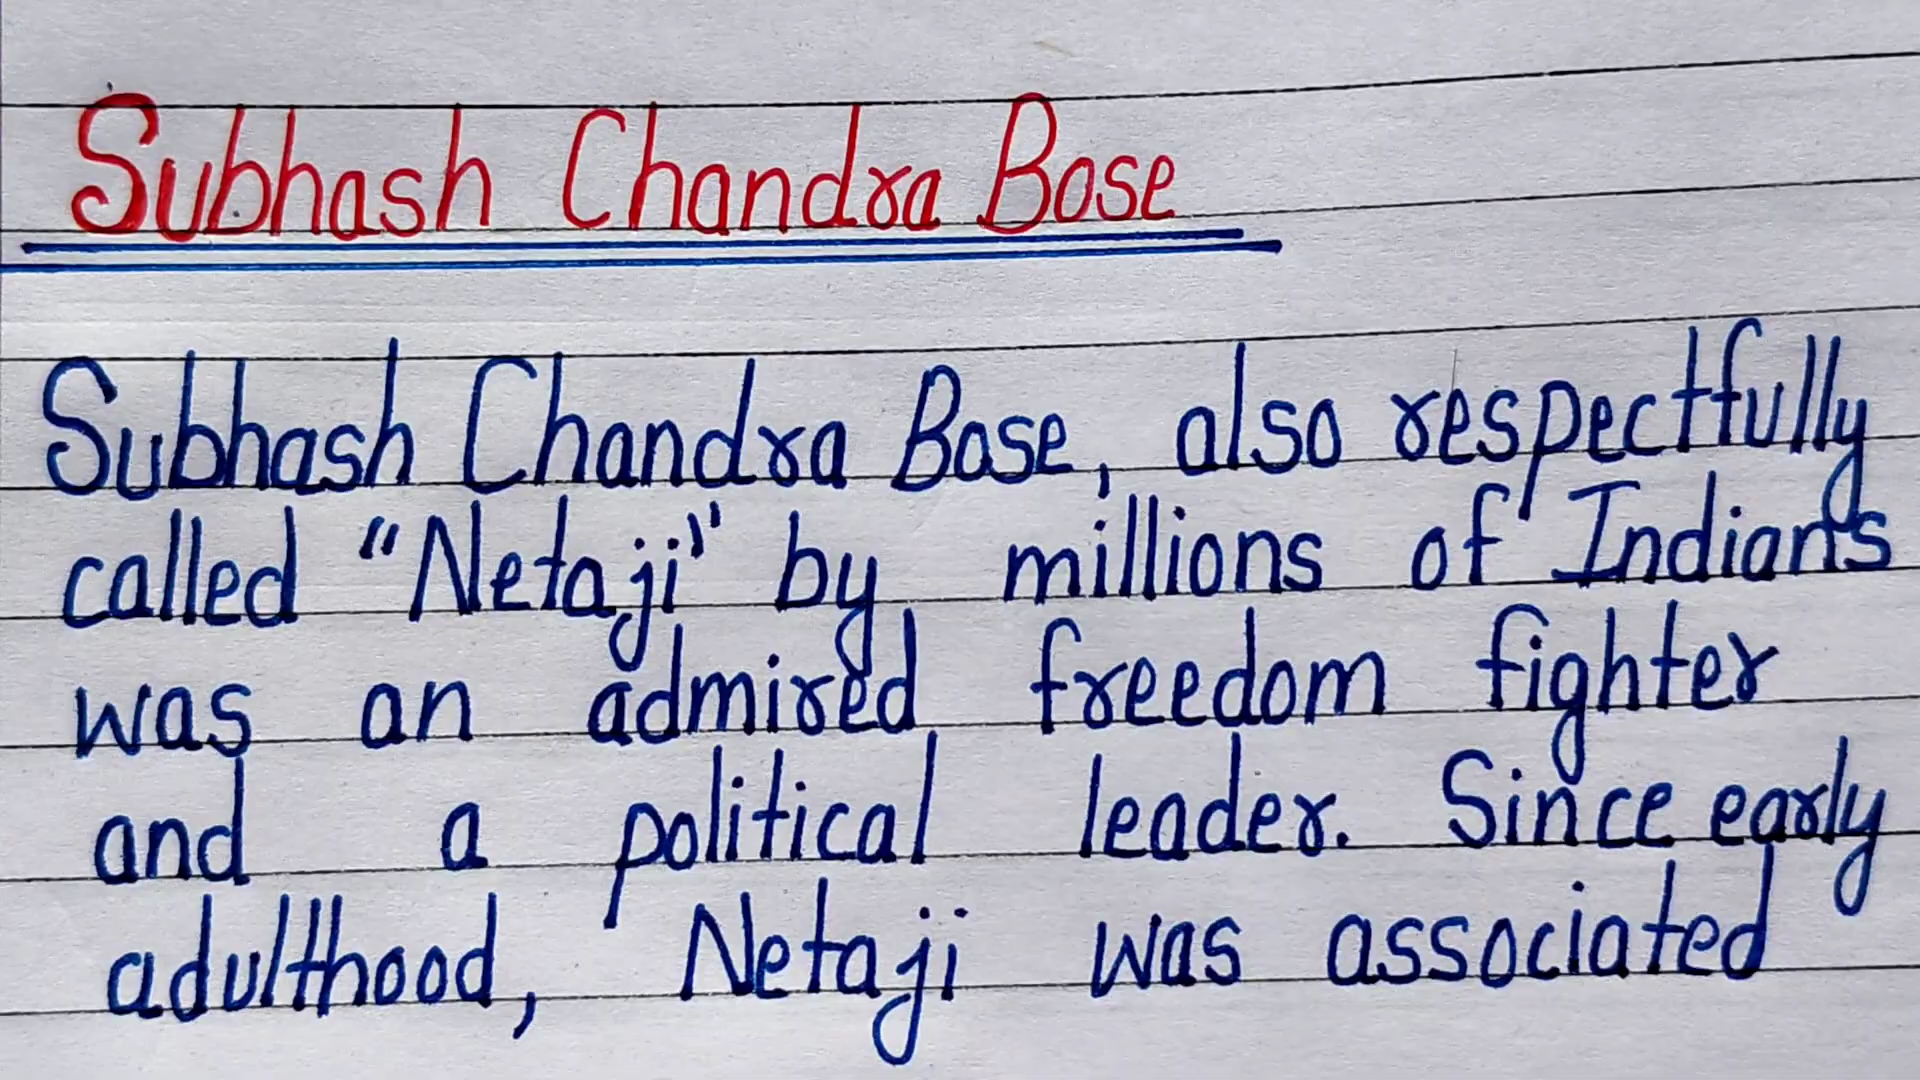 Subhash Chandra Bose
Subhash Chandra Bose, also respectfully
called "Netaji" by millions of Indians
was an admired freedom fighter
and a political leader. Since early
adulthood, Netaji was associated